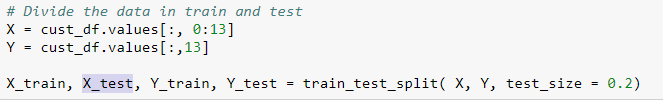 # Divide the data in train and test
X = cust_df.values[:, 0:13]
Y = cust_df.values[:,13]
X_train, X_test, Y_train, Y_test = train_test_split( X, Y, test_size = 0.2)